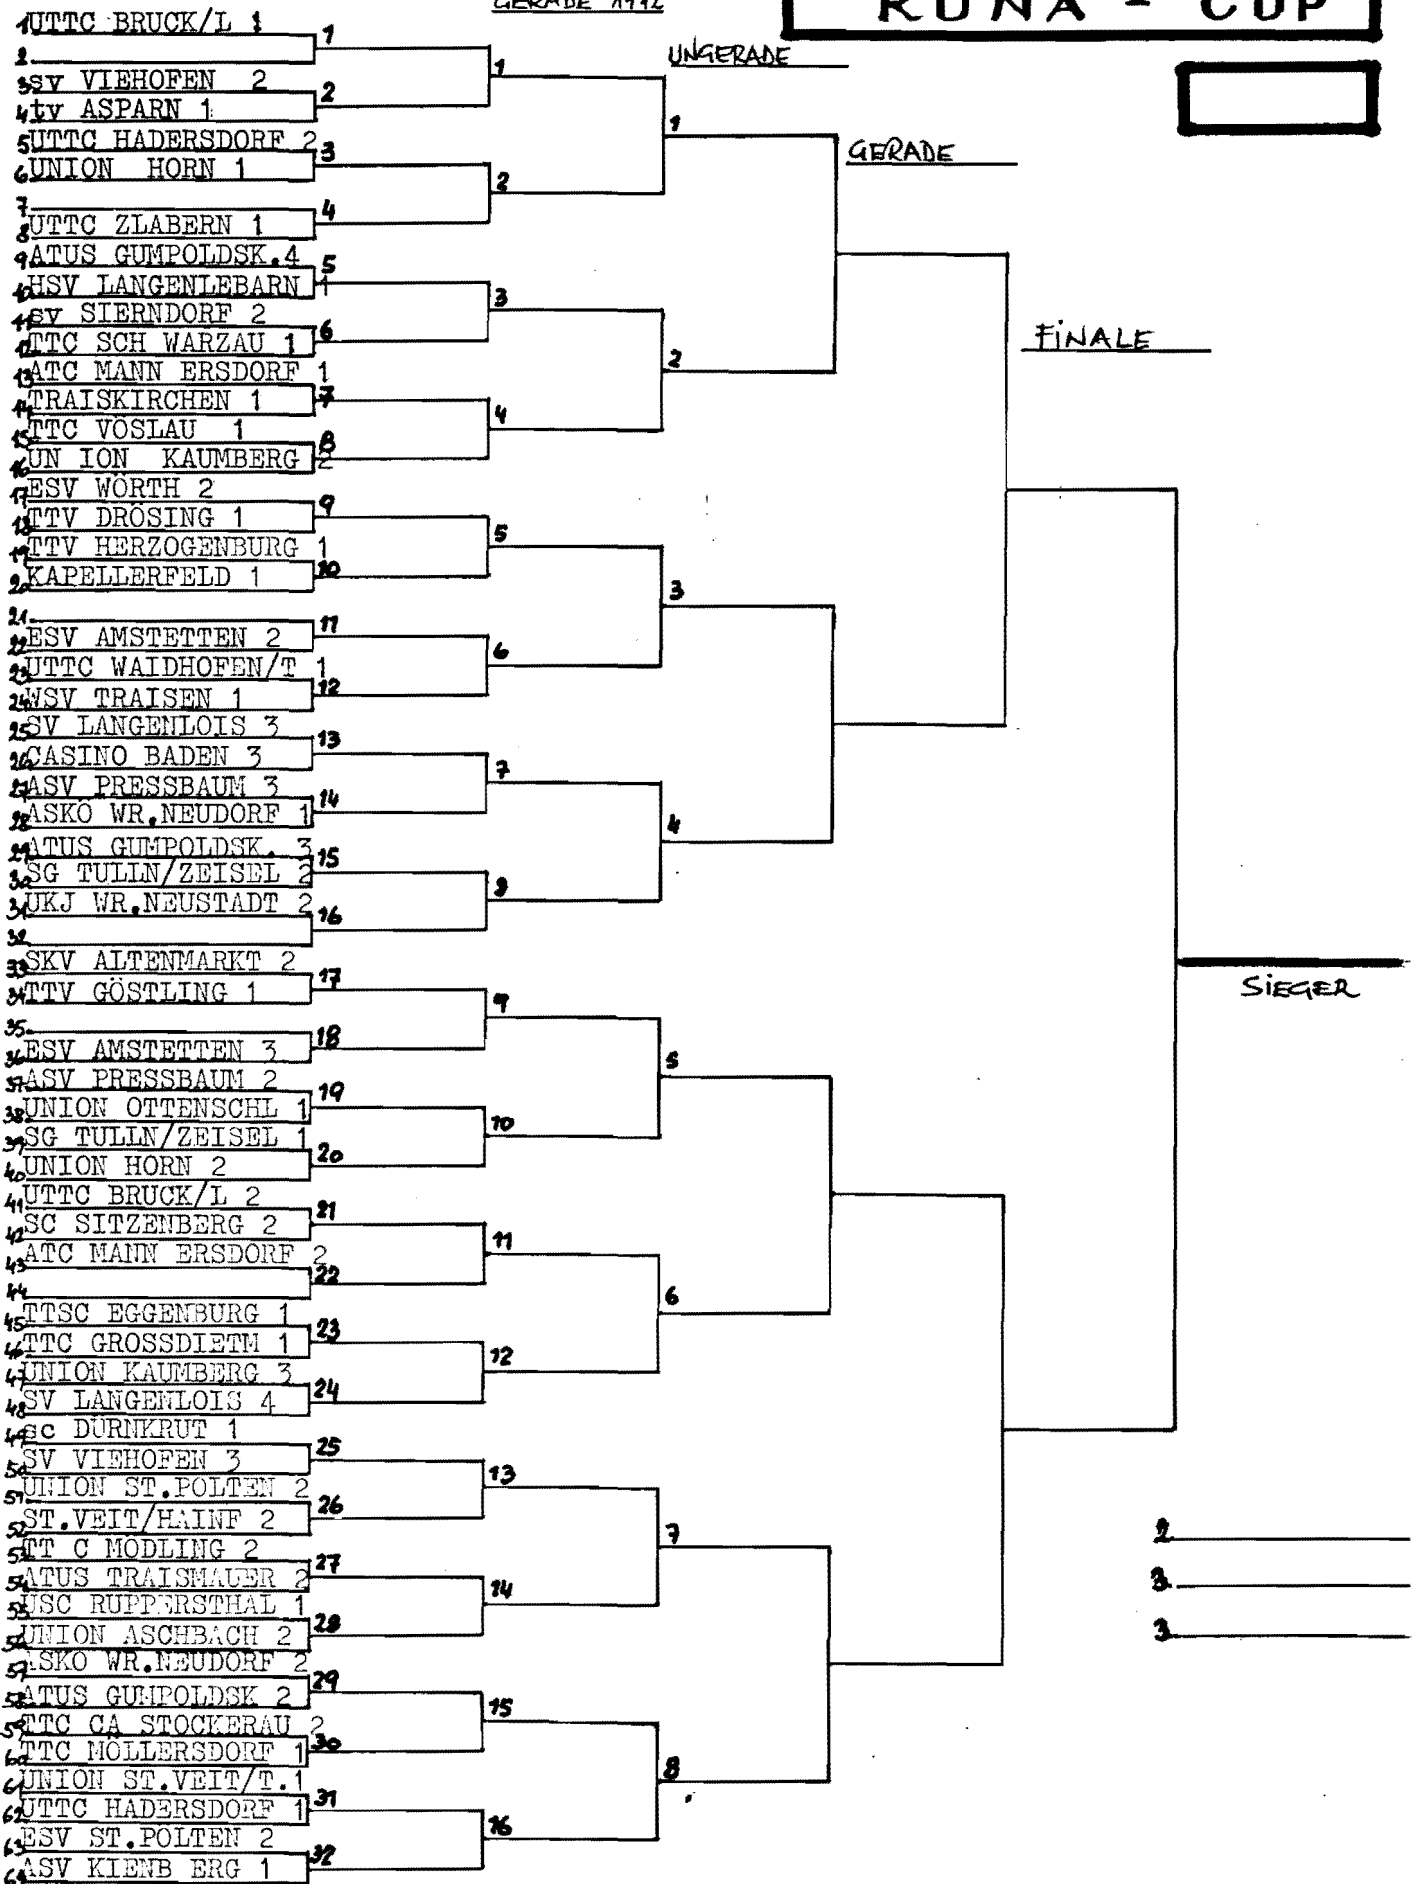 GERADE 1992
RUNA - CUP
UNGERADE
GERADE
FINALE
SIEGER
1 UTTC BRUCK/L 1
2
3 sv VIEHOFEN 2
4 tv ASPARN 1
5 UTTC HADERSDORF 2
6 UNION HORN 1
7
8 UTTC ZLABERN 1
9 ATUS GUMPOLDSK.4
10 HSV LANGENLEBARN 1
11 sv SIERNDORF 2
12 TTC SCH WARZAU 1
13 ATC MANN ERSDORF 1
14 TRAISKIRCHEN 1
15 TTC VÖSLAU 1
16 UN ION KAUMBERG 2
17 ESV WÖRTH 2
18 TTV DRÖSING 1
19 TTV HERZOGENBURG 1
20 KAPELLERFELD 1
21
22 ESV AMSTETTEN 2
23 UTTC WAIDHOFEN/T 1
24 WSV TRAISEN 1
25 SV LANGENLOIS 3
26 CASINO BADEN 3
27 ASV PRESSBAUM 3
28 ASKÖ WR.NEUDORF 1
29 ATUS GUMPOLDSK. 3
30 SG TULLN/ZEISEL 2
31 UKJ WR.NEUSTADT 2
32
33 SKV ALTENMARKT 2
34 TTV GÖSTLING 1
35
36 ESV AMSTETTEN 3
37 ASV PRESSBAUM 2
38 UNION OTTENSCHL 1
39 SG TULLN/ZEISEL 1
40 UNION HORN 2
41 UTTC BRUCK/L 2
42 SC SITZENBERG 2
43 ATC MANN ERSDORF 2
44
45 TTSC EGGENBURG 1
46 TTC GROSSDIETM 1
47 UNION KAUMBERG 3
48 SV LANGENLOIS 4
49 sc DÜRNKRUT 1
50 SV VIEHOFEN 3
51 UNION ST.POLTEN 2
52 ST.VEIT/HAINF 2
53 TT C MÖDLING 2
54 ATUS TRAISMAUER 2
55 USC RUPPERSTHAL 1
56 UNION ASCHBACH 2
57 ASKO WR.NEUDORF 2
58 ATUS GUMPOLDSK 2
59 TTC CA STOCKERAU 2
60 TTC MÖLLERSDORF 1
61 UNION ST.VEIT/T.1
62 UTTC HADERSDORF 1
63 ESV ST.POLTEN 2
64 ASV KIENB ERG 1
1
2
3
4
5
6
7
8
9
10
11
12
13
14
15
16
17
18
19
20
21
22
23
24
25
26
27
28
29
30
31
32
1
2
3
4
5
6
7
8
9
10
11
12
13
14
15
16
1
2
3
4
5
6
7
8
2
3
3